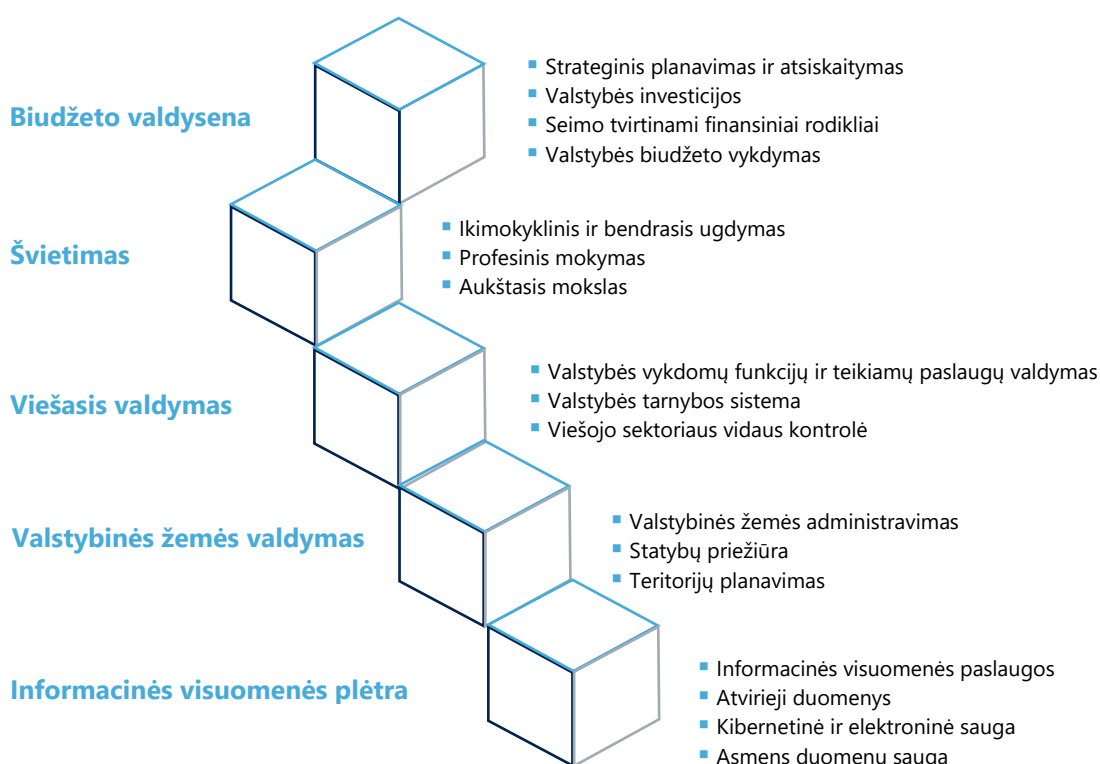 Biudžeto valdysena
▪ Strateginis planavimas ir atsiskaitymas
▪ Valstybės investicijos
▪ Seimo tvirtinami finansiniai rodikliai
▪ Valstybės biudžeto vykdymas
Švietimas
▪ Ikimokyklinis ir bendrasis ugdymas
▪ Profesinis mokymas
▪ Aukštasis mokslas
Viešasis valdymas
▪ Valstybės vykdomų funkcijų ir teikiamų paslaugų valdymas
▪ Valstybės tarnybos sistema
▪ Viešojo sektoriaus vidaus kontrolė
Valstybinės žemės valdymas
▪ Valstybinės žemės administravimas
▪ Statybų priežiūra
▪ Teritorijų planavimas
Informacinės visuomenės plėtra
▪ Informacinės visuomenės paslaugos
▪ Atvirieji duomenys
▪ Kibernetinė ir elektroninė sauga
▪ Asmens duomenų sauga